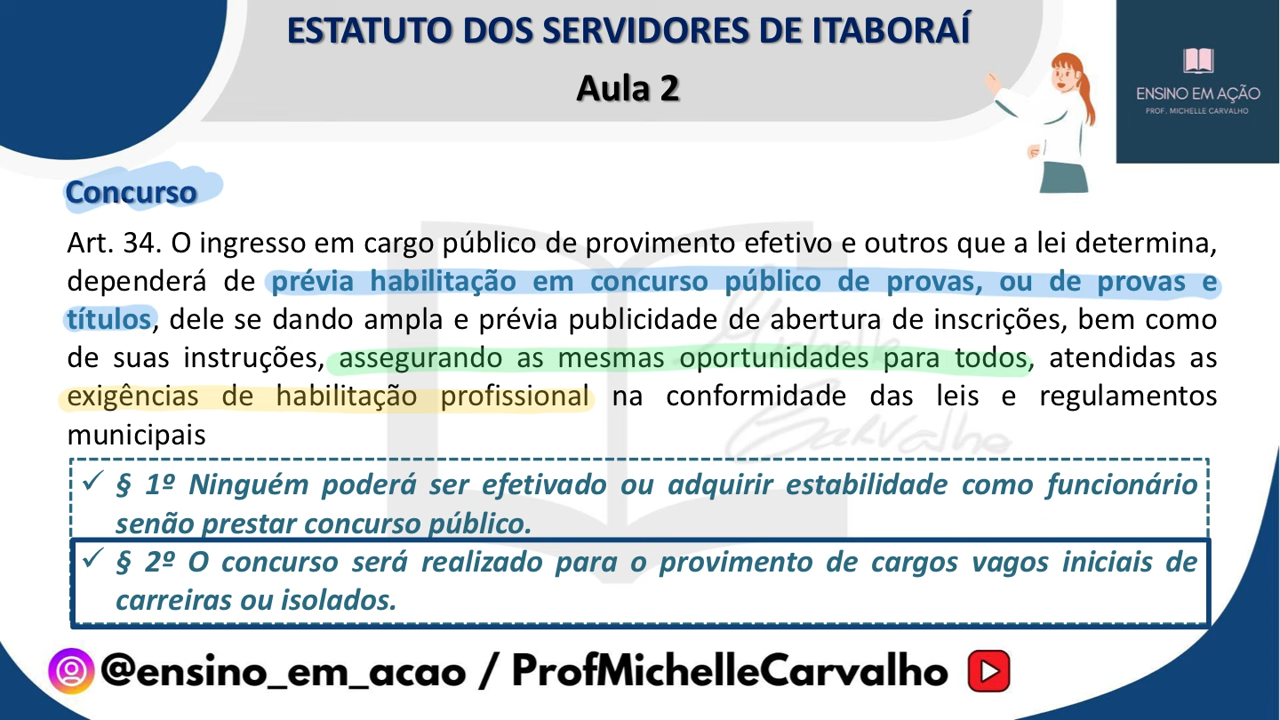 ESTATUTO DOS SERVIDORES DE ITABORAÍ
Aula 2
ENSINO EM AÇÃO
PROF. MICHELLE CARVALHO
Concurso
Art. 34. O ingresso em cargo público de provimento efetivo e outros que a lei determina,
dependerá de prévia habilitação em concurso público de provas, ou de provas e
títulos, dele se dando ampla e prévia publicidade de abertura de inscrições, bem como
de suas instruções, assegurando as mesmas oportunidades para todos, atendidas as
exigências de habilitação profissional na conformidade das leis e regulamentos
municipais
Michelle
Carvalho
✓ § 1º Ninguém poderá ser efetivado ou adquirir estabilidade como funcionário
senão prestar concurso público.
✓ § 2º O concurso será realizado para o provimento de cargos vagos iniciais de
carreiras ou isolados.
@ensino_em_acao / ProfMichelleCarvalho